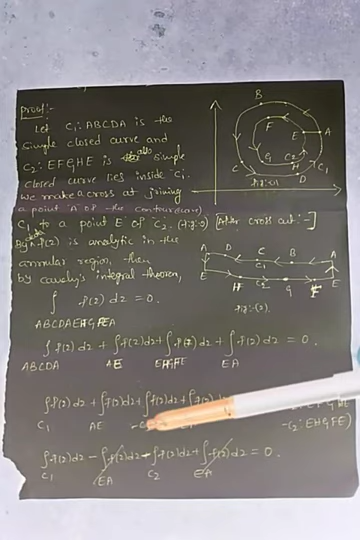 Proof:-
Let C₁: ABCDA is the
simple closed curve and
C₂: EFGHE is also simple
closed curve lies inside C₁.
we make a cross at joining
a point 'A' of the contour
C₁ to a point E of C₂. (Fig:-2) [After cross cut:-]
f(z) is analytic in the
annular region, then
by cauchy's integral theorem,
∫ f(z) dz = 0.
ABCDAEHGFEA
∫ f(z) dz + ∫ f(z) dz + ∫ f(z) dz + ∫ f(z) dz = 0.
ABCDA AE EHGFE EA
∫ f(z) dz + ∫ f(z) dz + ∫ f(z) dz + ∫ f(z)
C₁ AE
-C₂: EHGFE)
∫ f(z) dz - ∫ f(z) dz - ∫ f(z) dz + ∫ f(z) dz = 0.
C₁ EA C₂ EA
B
F
E A
G C₂
C H C₁
D
Fig:-(1)
A D C B A
C₁
E H C₂ G F E
Fig:-(2).